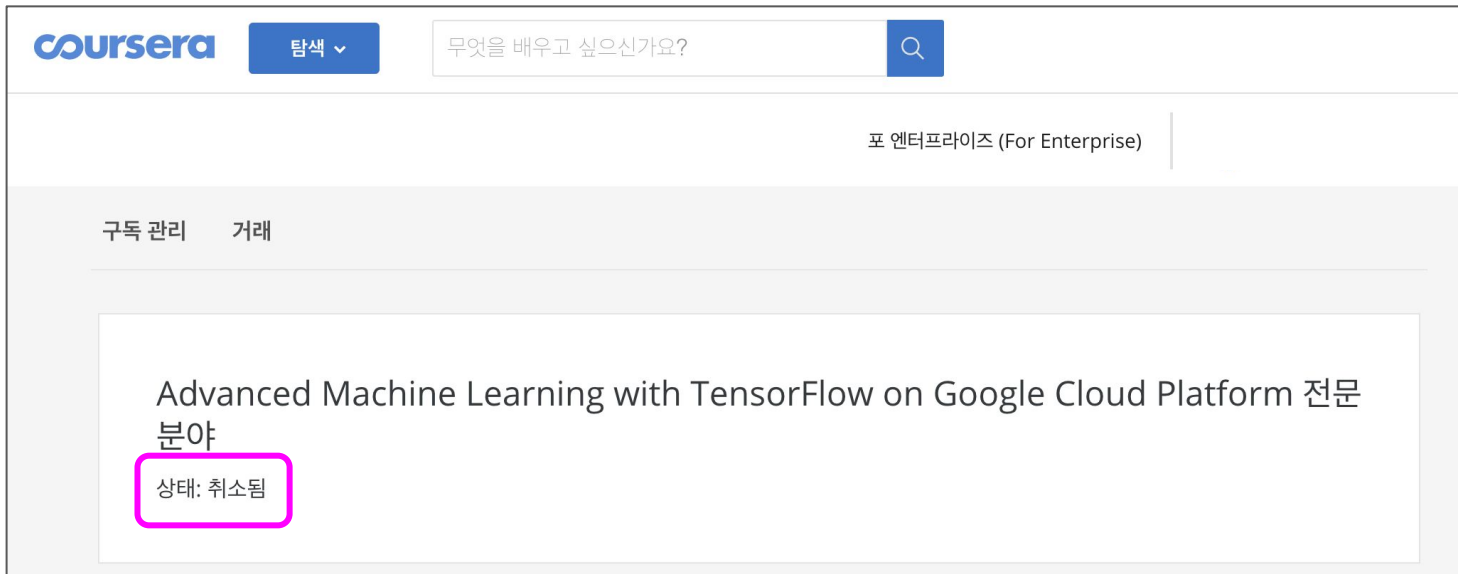 coursera
탐색
무엇을 배우고 싶으신가요?
포 엔터프라이즈 (For Enterprise)
구독 관리 거래
Advanced Machine Learning with TensorFlow on Google Cloud Platform 전문
분야
상태: 취소됨